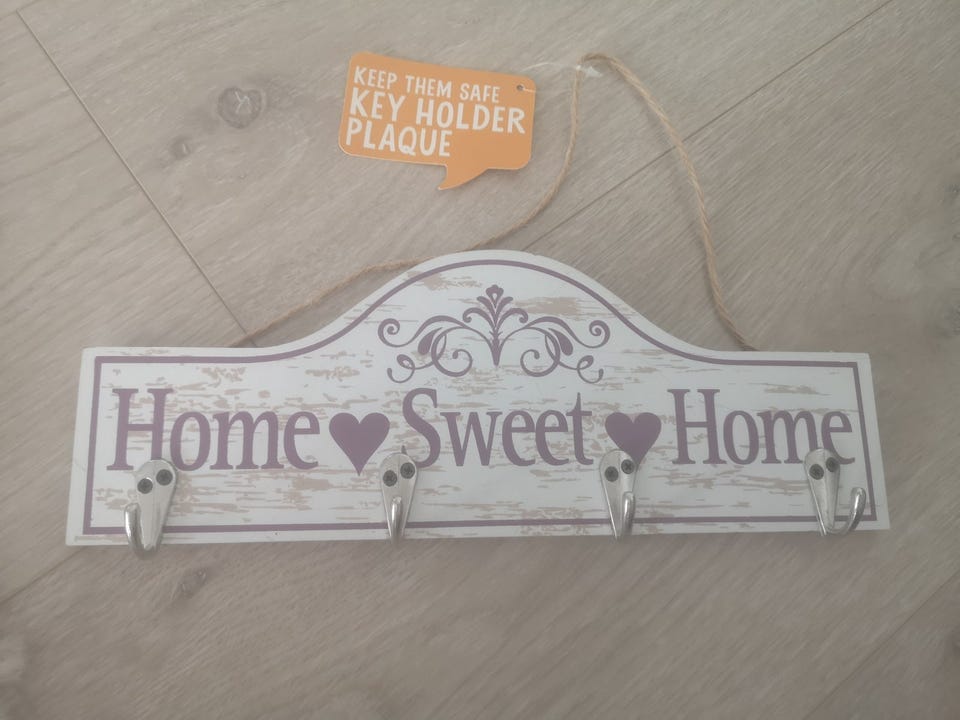 KEEP THEM SAFE
KEY HOLDER
PLAQUE
Home Sweet Home